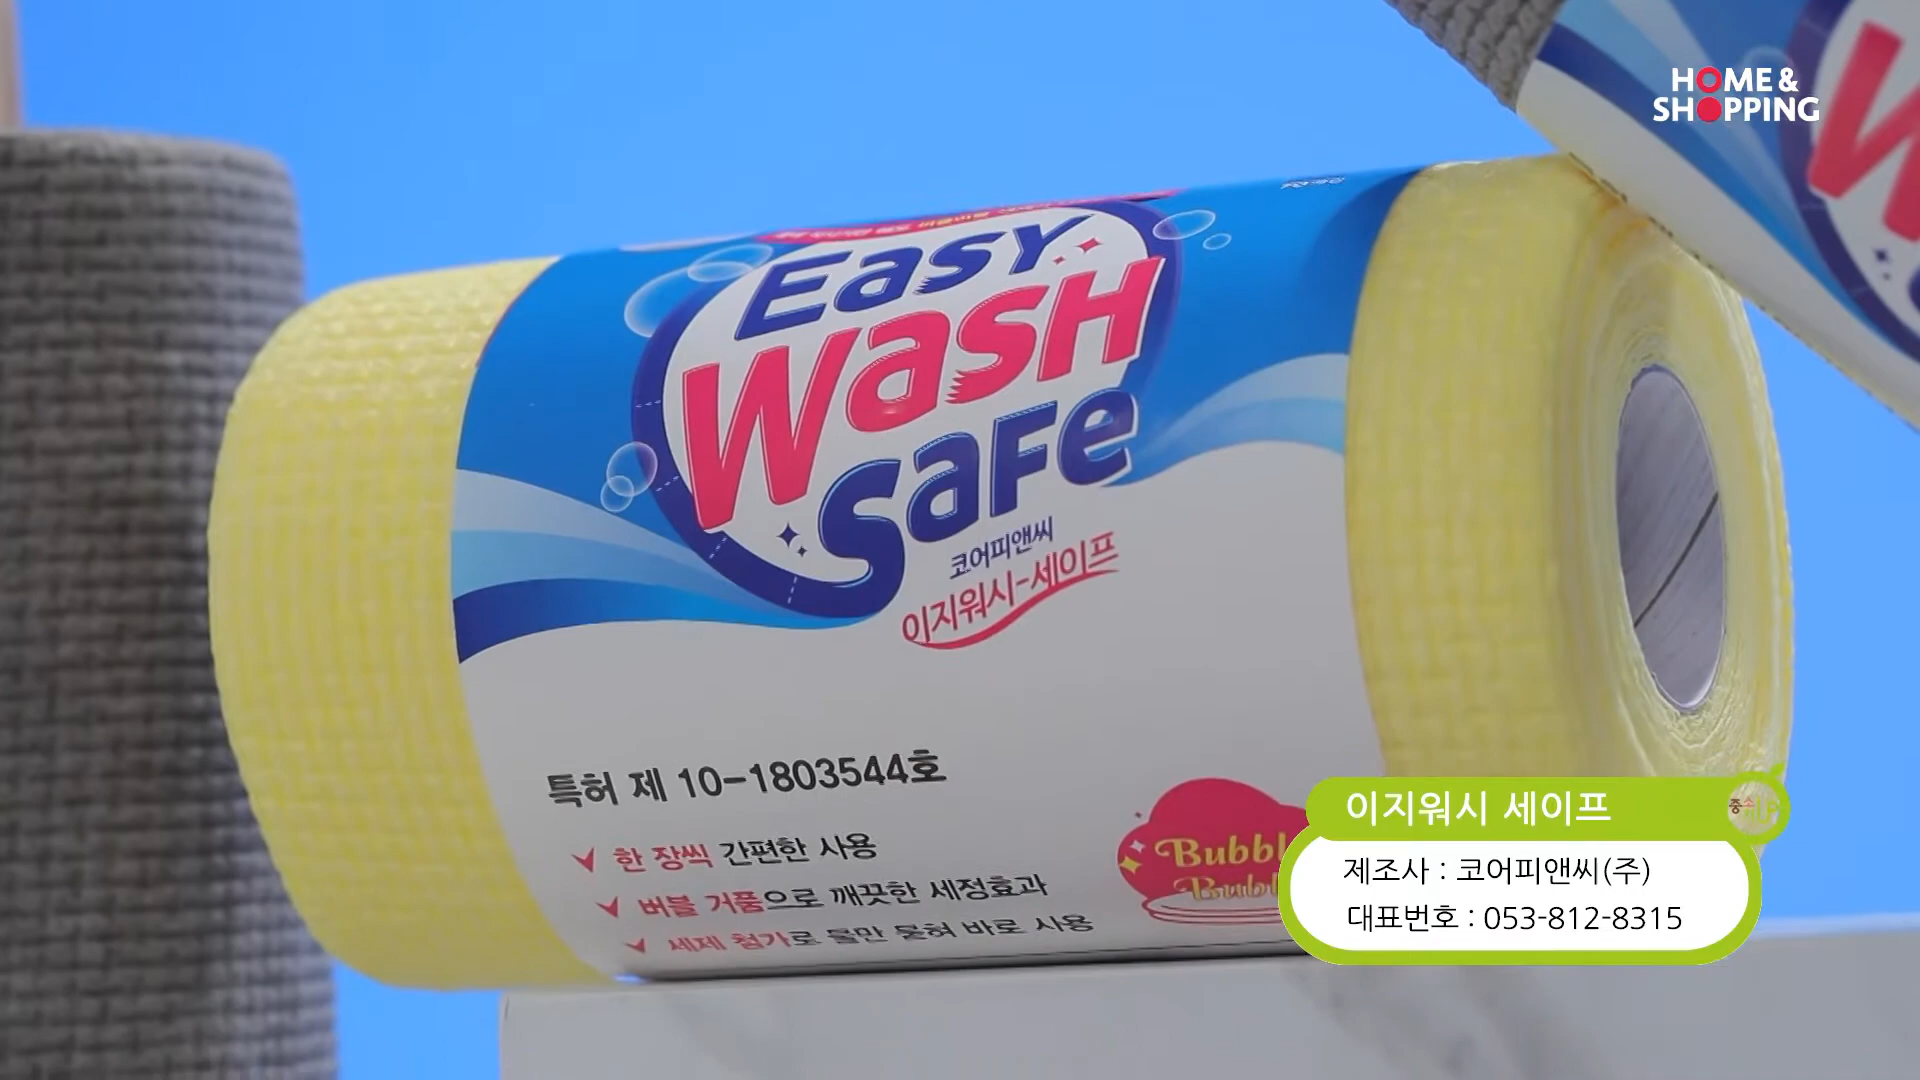 HOME &
SHOPPING
Easy
Wash
Safe
코어피앤씨
이지워시-세이프
특허 제 10-1803544호
한 장씩 간편한 사용
버블 거품으로 깨끗한 세정효과
세제 첨가로 물만 묻혀 바로 사용
Bubbl
Bubbl
이지워시 세이프
제조사 : 코어피앤씨(주)
대표번호 : 053-812-8315